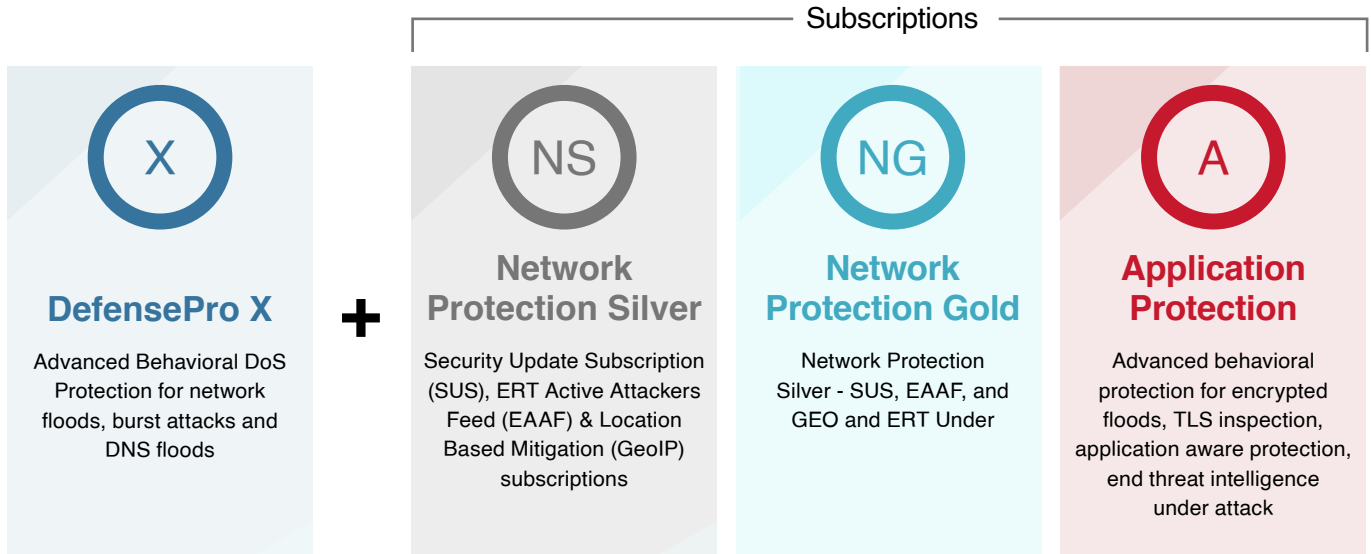 Subscriptions
X
DefensePro X
Advanced Behavioral DoS
Protection for network
floods, burst attacks and
DNS floods
+
NS
Network
Protection Silver
Security Update Subscription
(SUS), ERT Active Attackers
Feed (EAAF) & Location
Based Mitigation (GeoIP)
subscriptions
NG
Network
Protection Gold
Network Protection
Silver - SUS, EAAF, and
GEO and ERT Under
A
Application
Protection
Advanced behavioral
protection for encrypted
floods, TLS inspection,
application aware protection,
end threat intelligence
under attack